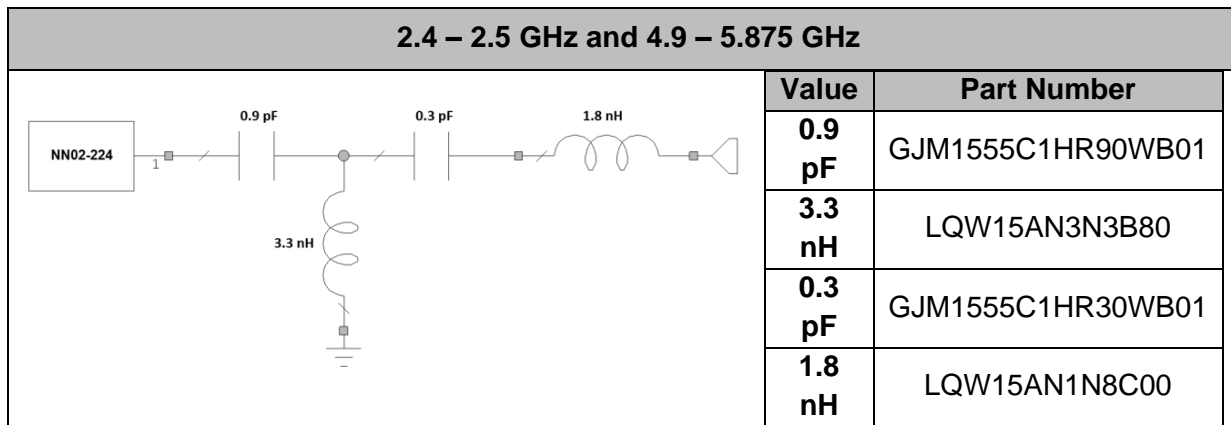 2.4 – 2.5 GHz and 4.9 – 5.875 GHz
NN02-224
1
0.9 pF
0.3 pF
1.8 nH
3.3 nH
Value Part Number
0.9
pF
GJM1555C1HR90WB01
3.3
nH
LQW15AN3N3B80
0.3
pF
GJM1555C1HR30WB01
1.8
nH
LQW15AN1N8C00